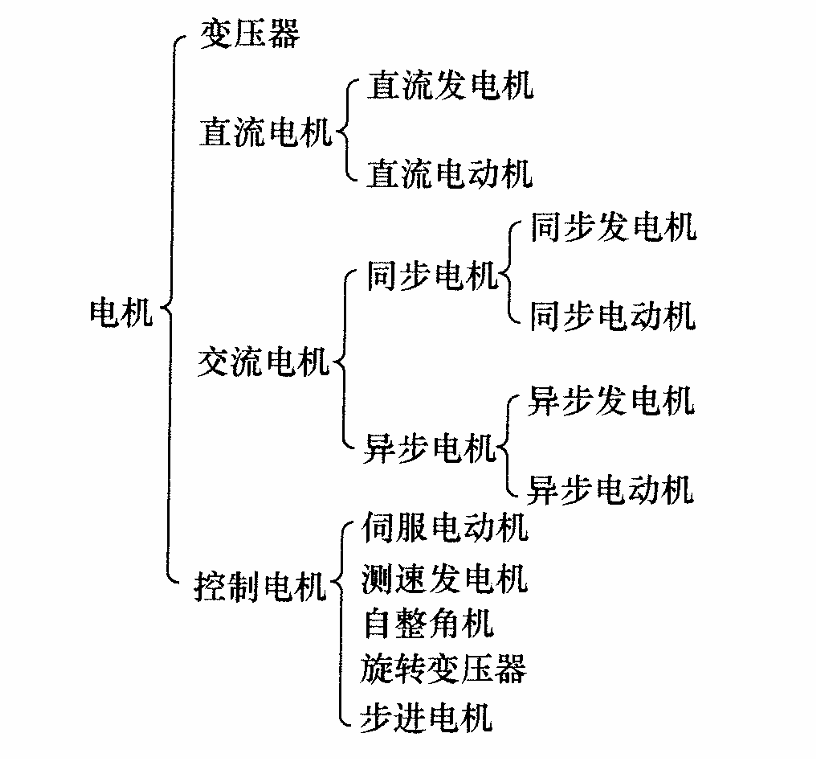 变压器
直流发电机
直流电机
直流电动机
同步发电机
同步电机
电机
同步电动机
交流电机
异步发电机
异步电机
异步电动机
伺服电动机
控制电机
测速发电机
自整角机
旋转变压器
步进电机